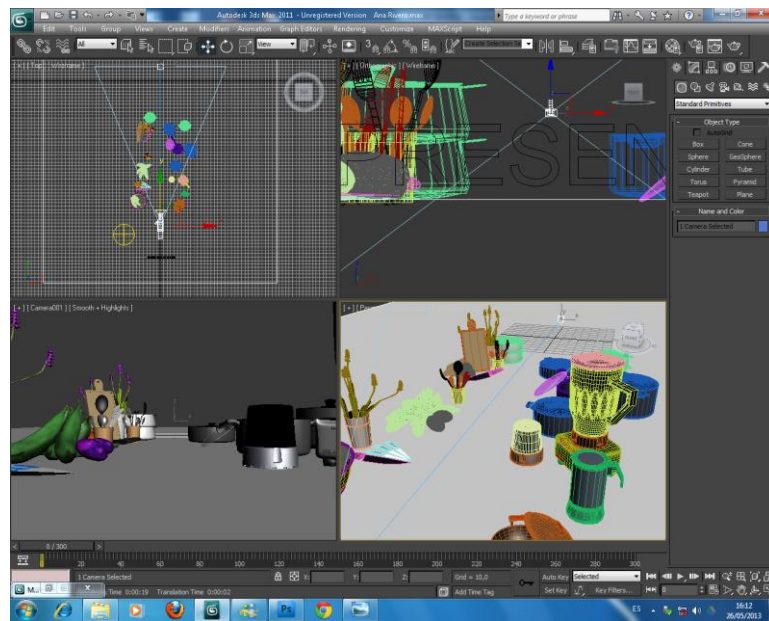 Autodesk 3ds Max 2011 - Unregistered Version Ana Rivero.max
Type a keyword or phrase
Edit Tools Group Views Create Modifiers Animation Graph Editors Rendering Customize MAXScript Help
All View Create Selection Se
[ + ] [ Top ] [ Wireframe ]
[ + ] [ Orthographic ] [ Wireframe ]
PRESEN
Standard Primitives
Object Type
AutoGrid
Box Cone
Sphere GeoSphere
Cylinder Tube
Torus Pyramid
Teapot Plane
Name and Color
1 Camera Selected
[ + ] [ Camera001 ] [ Smooth + Highlights ]
0 / 300
20 40 60 80 100 120 140 160 180 200 220 240 260 280 300
1 Camera Selected X: Y: Z: Grid = 10,0 Auto Key Selected
M... Time 0:00:19 Translation Time 0:00:02 Add Time Tag Set Key Key Filters...
ES 16:12
26/05/2013